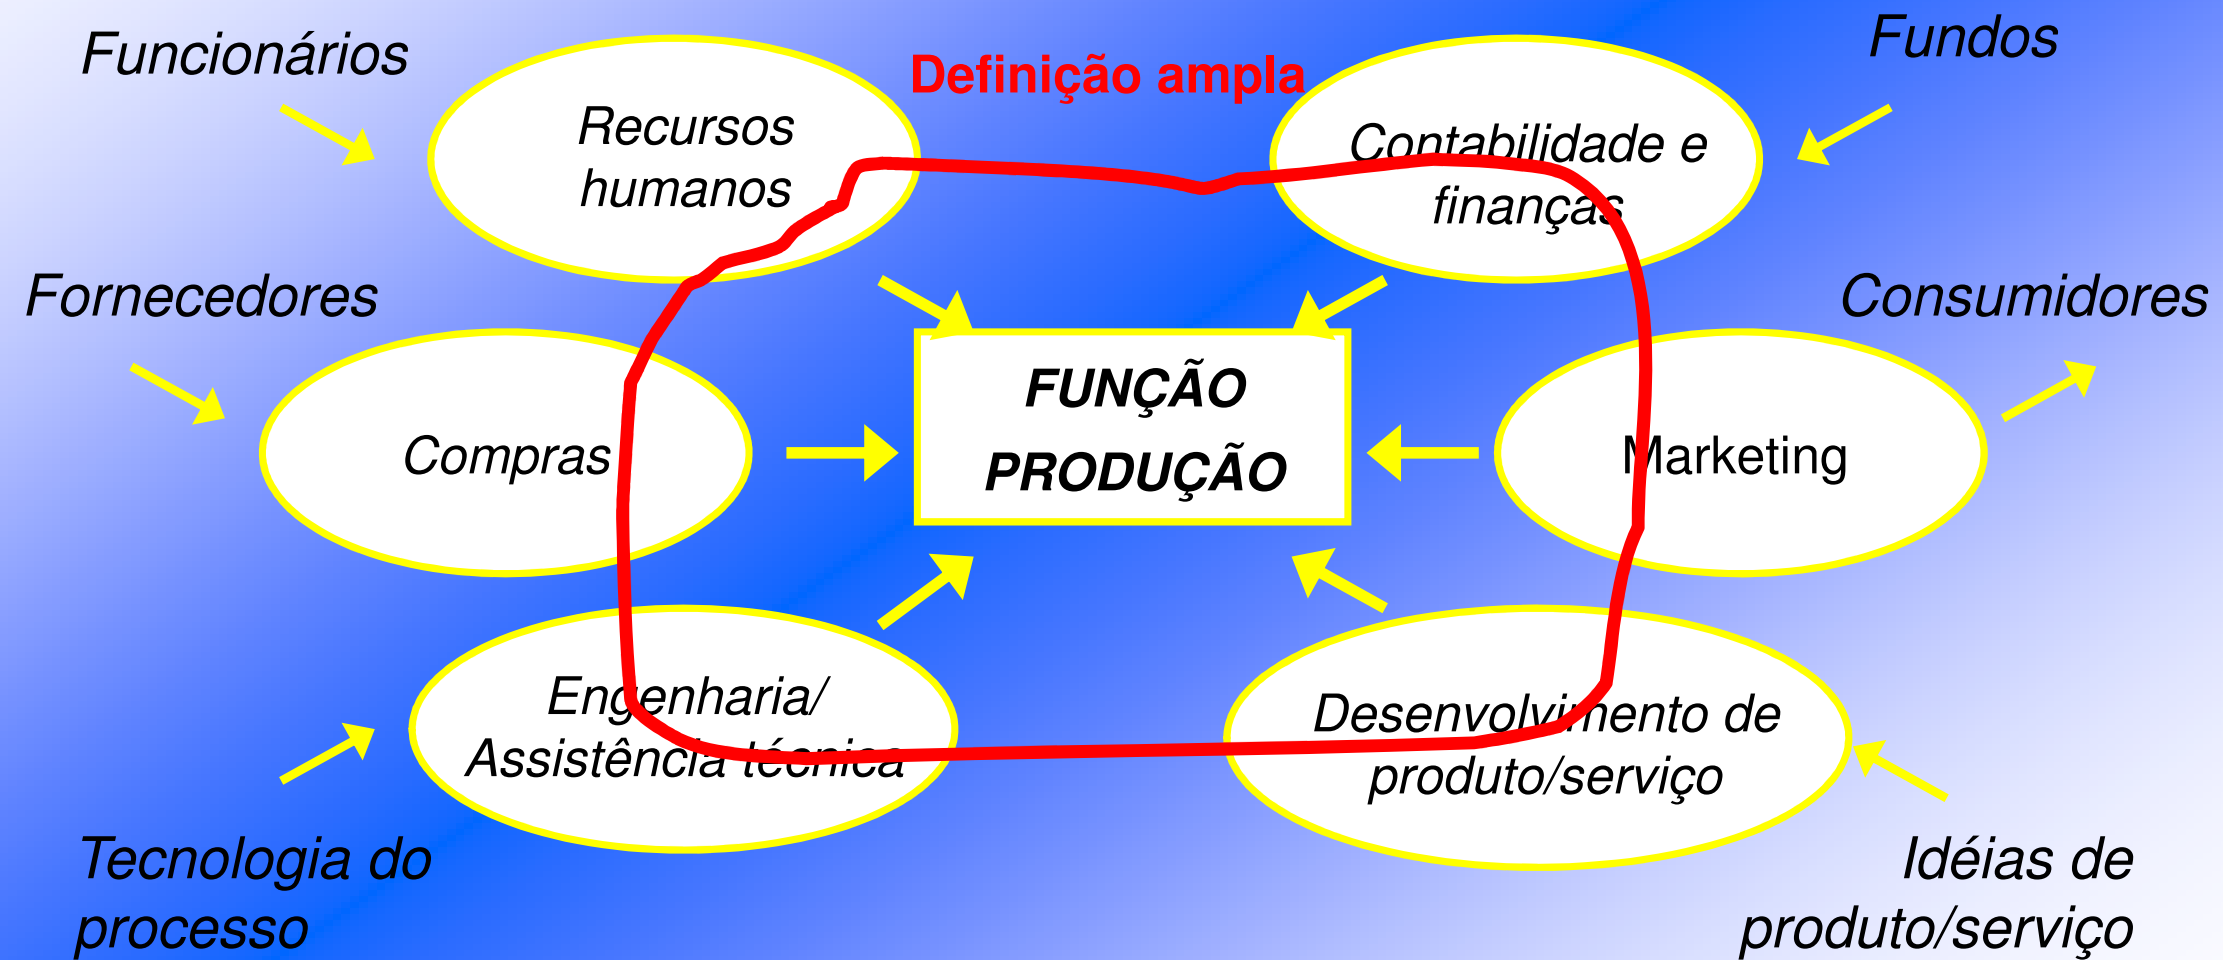 Funcionários
Recursos
humanos
Definição ampla
Contabilidade e
finanças
Fundos
Fornecedores
Consumidores
Compras
FUNÇÃO
PRODUÇÃO
Marketing
Engenharia/
Assistência técnica
Desenvolvimento de
produto/serviço
Tecnologia do
processo
Idéias de
produto/serviço